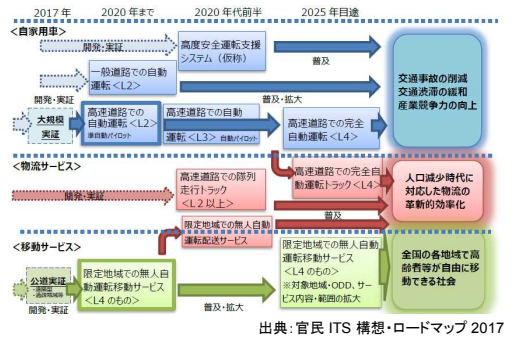 2017年 2020年まで 2020年代前半 2025年目途
<自家用車>
開発・実証
高度安全運転支援
システム（仮称）
普及
一般道路での自動
運転<L2>
開発・実証
普及・拡大
大規模
実証
高速道路での
自動運転<L2>
準自動パイロット
高速道路での自動
運転<L3> 自動パイロット
高速道路での完全
自動運転<L4>
交通事故の削減
交通渋滞の緩和
産業競争力の向上
<物流サービス>
開発・実証
高速道路での隊列
走行トラック
<L2以上>
高速道路での完全自
動運転トラック<L4>
普及
限定地域での無人自動
運転配送サービス
人口減少時代に
対応した物流の
革新的効率化
<移動サービス>
公道実証
開発・実証
限定地域での無人自
動運転移動サービス
<L4のもの>
普及・拡大
限定地域での無人自動
運転移動サービス
<L4のもの>
※対象地域・ODD、サー
ビス内容・範囲の拡大
全国の各地域で高
齢者等が自由に移
動できる社会
出典：官民 ITS 構想・ロードマップ 2017